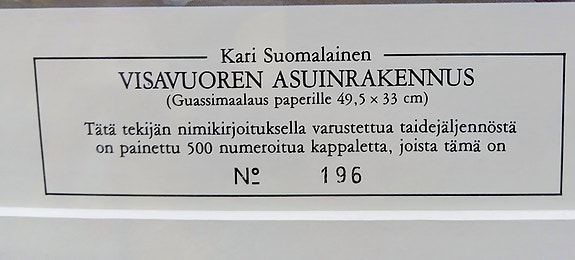 Kari Suomalainen
VISAVUOREN ASUINRAKENNUS
(Guassimaalaus paperille 49,5 × 33 cm)
Tätä tekijän nimikirjoituksella varustettua taidejäljennöstä
on painettu 500 numeroitua kappaletta, joista tämä on
Nº 196